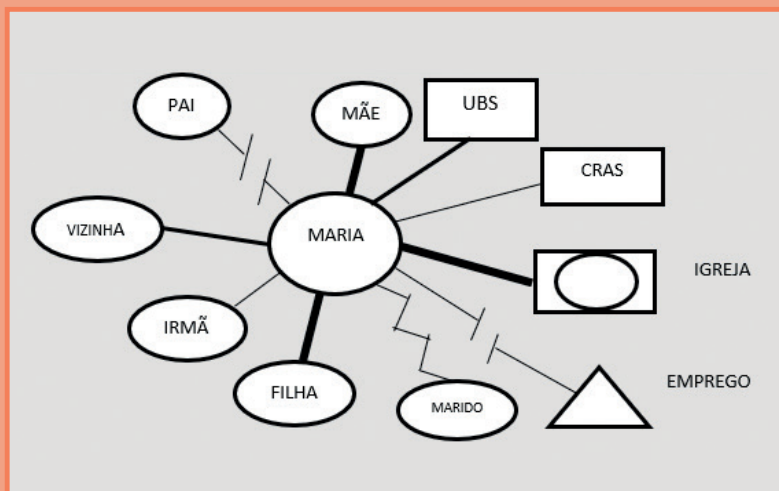 PAI
MÃE
UBS
CRAS
VIZINHA
MARIA
IGREJA
IRMÃ
FILHA
MARIDO
EMPREGO